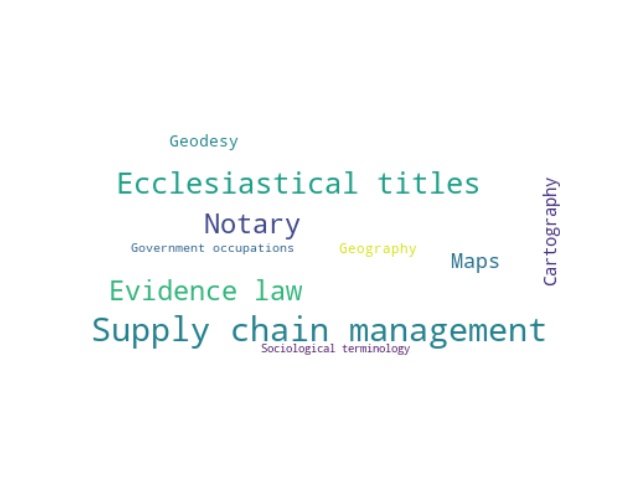 Geodesy
Ecclesiastical titles
Cartography
Notary
Government occupations
Geography
Maps
Evidence law
Supply chain management
Sociological terminology